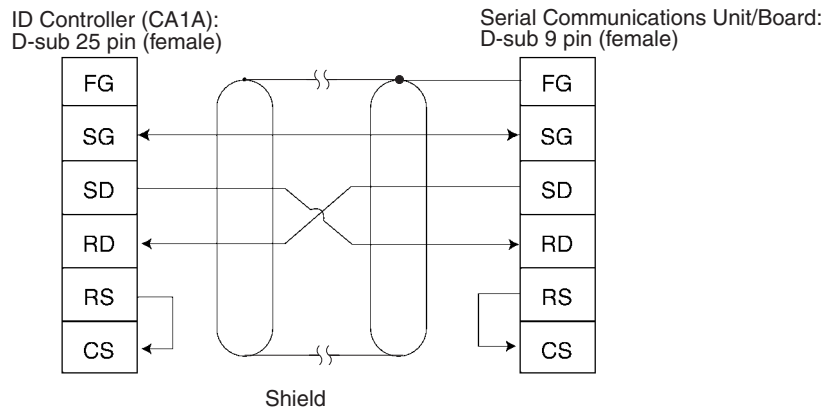 ID Controller (CA1A):
D-sub 25 pin (female)
Serial Communications Unit/Board:
D-sub 9 pin (female)
FG
SG
SD
RD
RS
CS
FG
SG
SD
RD
RS
CS
Shield